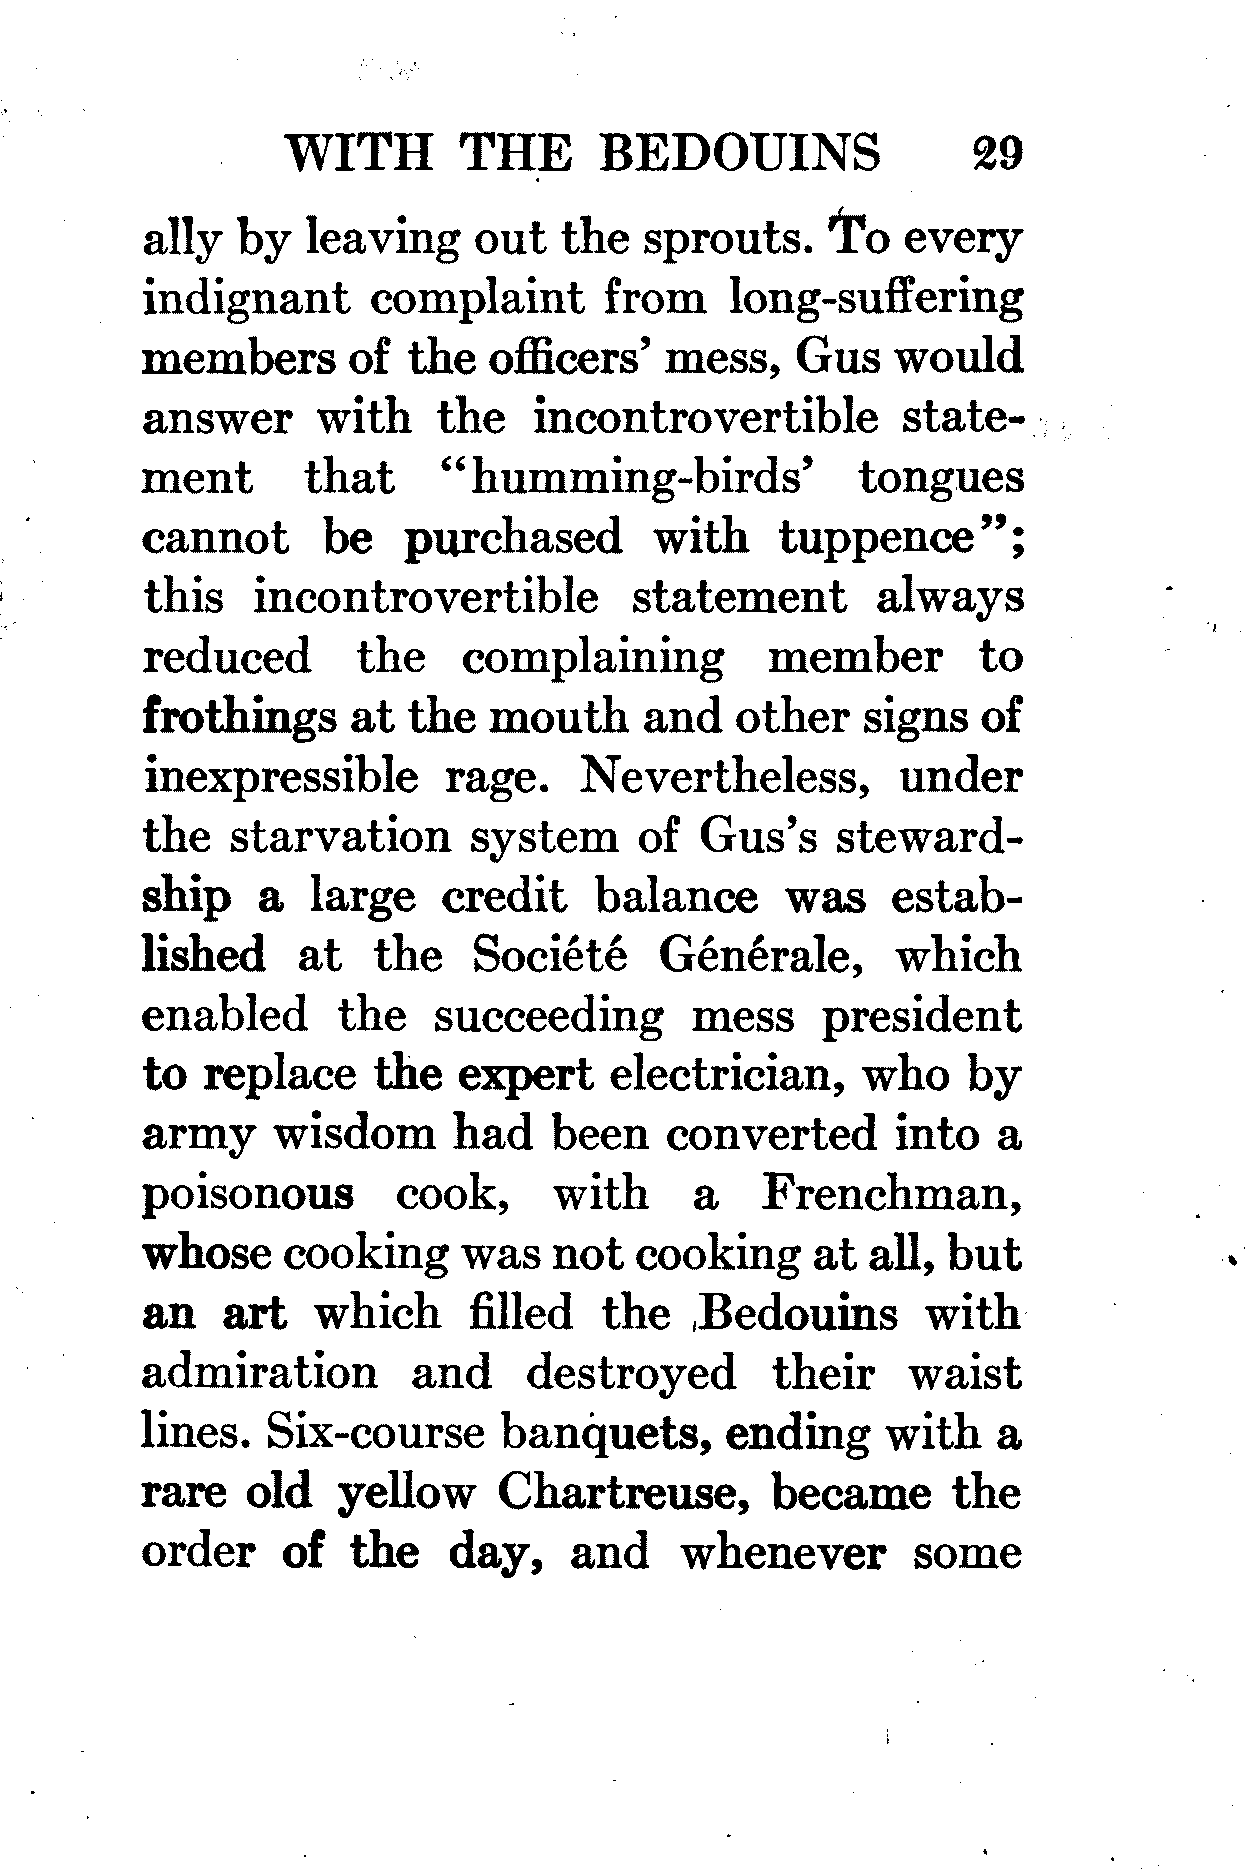 WITH THE BEDOUINS 29
ally by leaving out the sprouts. To every
indignant complaint from long-suffering
members of the officers' mess, Gus would
answer with the incontrovertible state-
ment that "humming-birds' tongues
cannot be purchased with tuppence";
this incontrovertible statement always
reduced the complaining member to
frothings at the mouth and other signs of
inexpressible rage. Nevertheless, under
the starvation system of Gus's steward-
ship a large credit balance was estab-
lished at the Société Générale, which
enabled the succeeding mess president
to replace the expert electrician, who by
army wisdom had been converted into a
poisonous cook, with a Frenchman,
whose cooking was not cooking at all, but
an art which filled the Bedouins with
admiration and destroyed their waist
lines. Six-course banquets, ending with a
rare old yellow Chartreuse, became the
order of the day, and whenever some